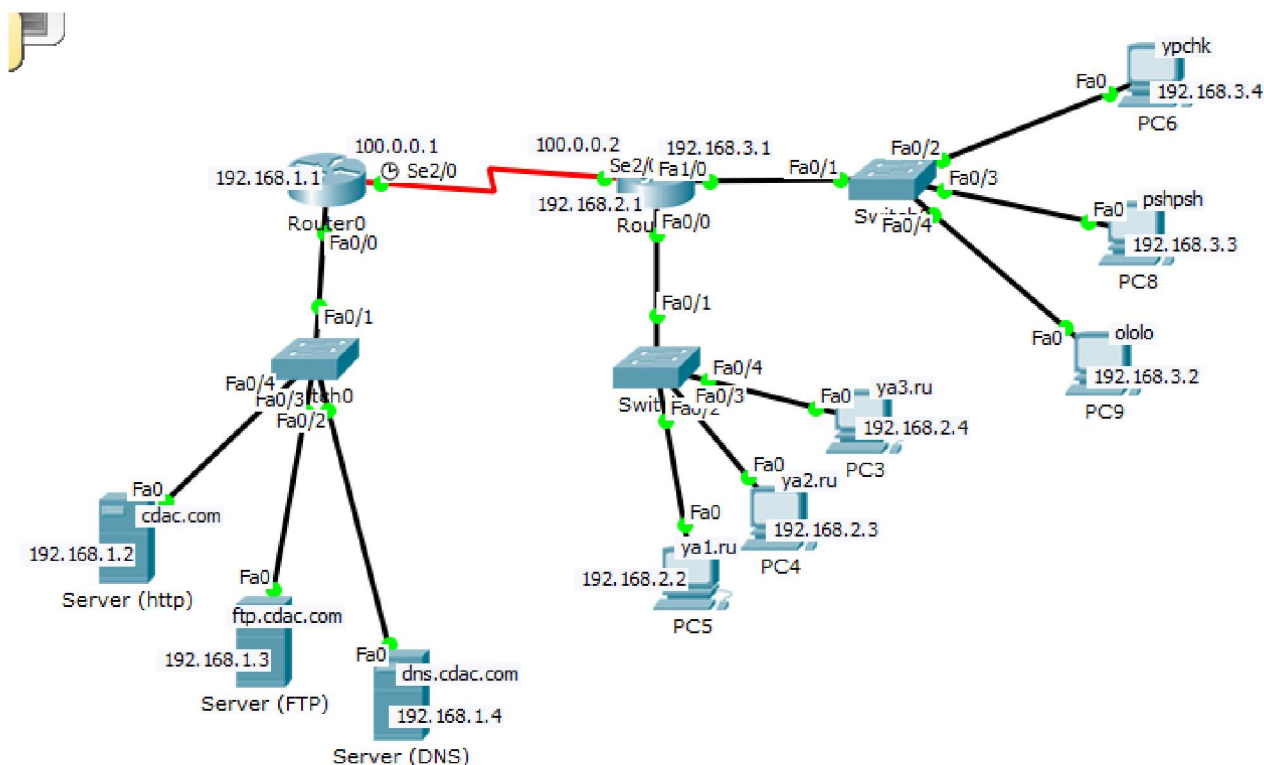 ypchk
Fa0
192.168.3.4
PC6
100.0.0.1
Se2/0
192.168.1.1
Router0
Fa0/0
100.0.0.2
192.168.3.1
Fa1/0
192.168.2.1
Fa0/0
Fa0/1
Fa0/2
Fa0/3
Fa0/4
pshpsh
Fa0
192.168.3.3
PC8
ololo
Fa0
192.168.3.2
PC9
Fa0/1
Fa0/4
Fa0/3
Fa0/2
Fa0/1
Fa0/4
Fa0/3
Fa0/2
ya3.ru
Fa0
192.168.2.4
PC3
ya2.ru
Fa0
192.168.2.3
PC4
Fa0
ya1.ru
192.168.2.2
PC5
Fa0
cdac.com
192.168.1.2
Server (http)
Fa0
ftp.cdac.com
192.168.1.3
Server (FTP)
Fa0
dns.cdac.com
192.168.1.4
Server (DNS)